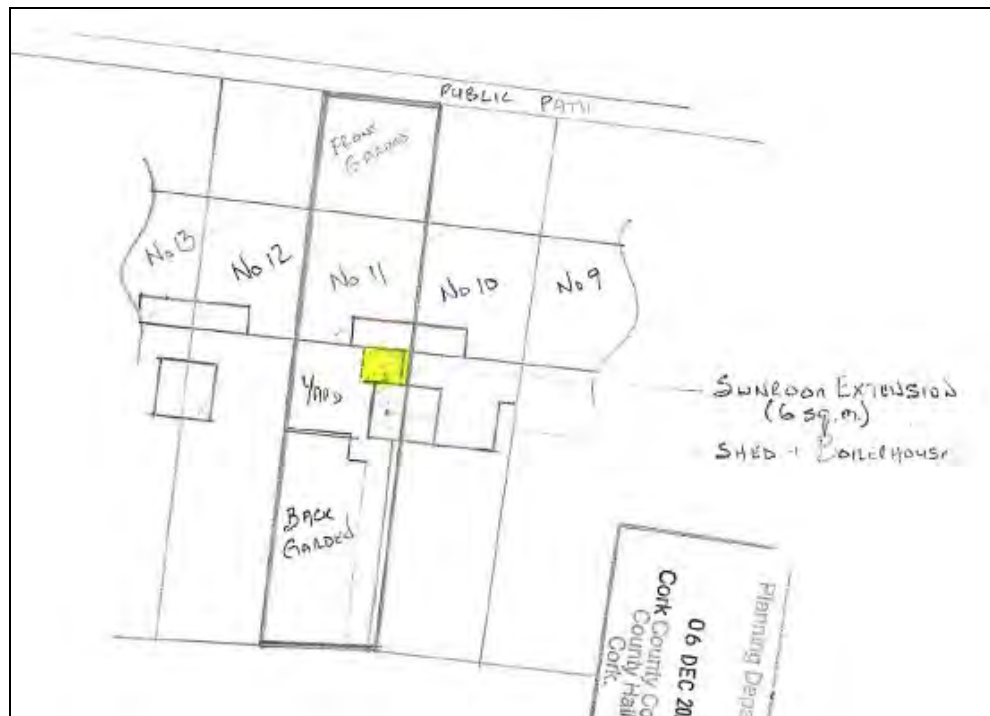 PUBLIC PATH
FRONT
GARDEN
No 13
No 12
No 11
No 10
No 9
YARD
SUNROOM EXTENSION
(6 sq.m.)
SHED + BOILERHOUSE
BACK
GARDEN
Planning Depa
06 DEC 20
Cork County Co
County Hall
Cork.